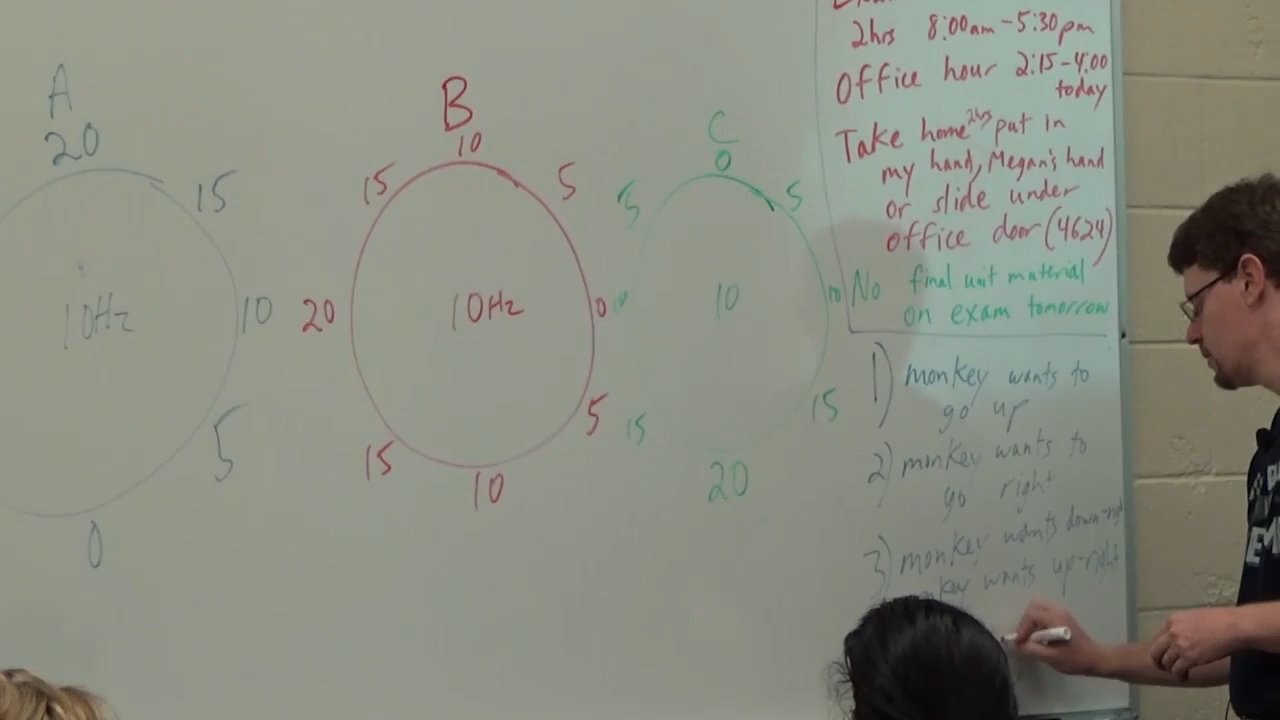 A
20
15
10Hz
10
5
0
B
10
15
5
20
10Hz
0
15
5
10
C
0
5
5
10
10
15
15
20
2hrs 8:00am-5:30pm
Office hour 2:15-4:00
today
Take home 2hrs put in
my hand, Megan's hand
or slide under
office door (4624)
No final unit material
on exam tomorrow
1) monkey wants to
go up
2) monkey wants to
go right
3) monkey wants down-right
wants up-right